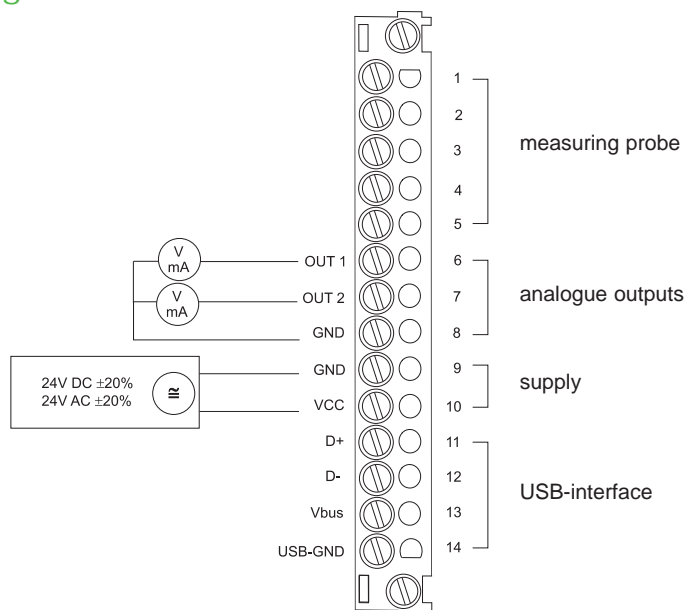 1
2
3
4
5
measuring probe
V
mA
OUT 1
6
V
mA
OUT 2
7
GND
8
analogue outputs
24V DC ±20%
24V AC ±20%
≅
GND
9
VCC
10
supply
D+
11
D-
12
Vbus
13
USB-GND
14
USB-interface